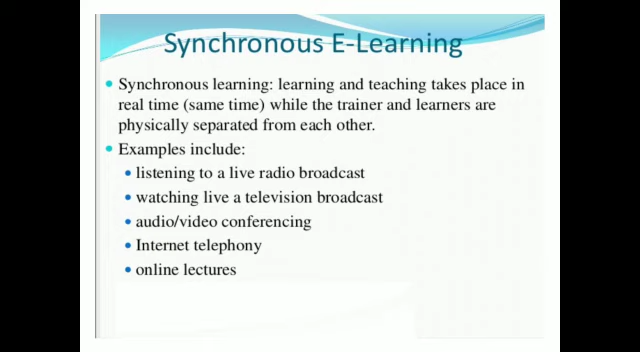 Synchronous E-Learning
Synchronous learning: learning and teaching takes place in
real time (same time) while the trainer and learners are
physically separated from each other.
Examples include:
listening to a live radio broadcast
watching live a television broadcast
audio/video conferencing
Internet telephony
online lectures